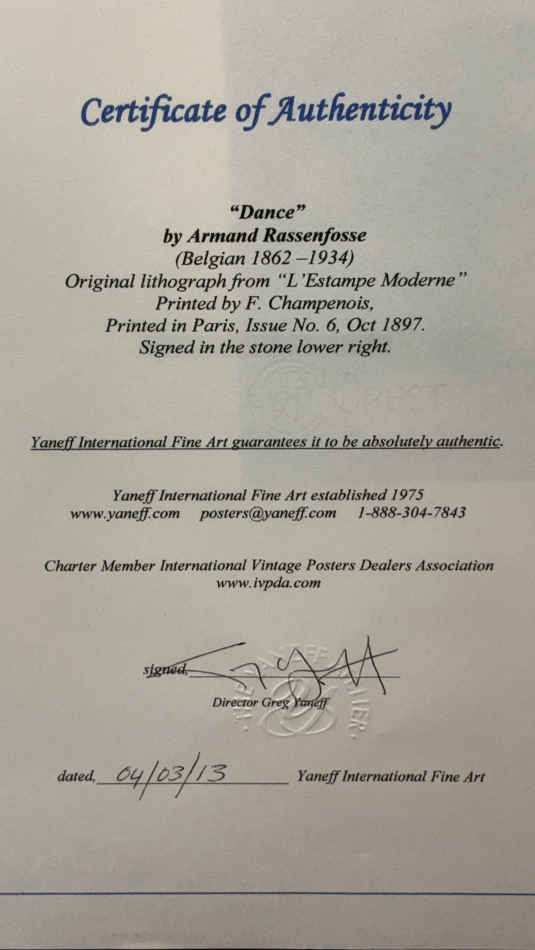 Certificate of Authenticity
“Dance”
by Armand Rassenfosse
(Belgian 1862 –1934)
Original lithograph from “L’Estampe Moderne”
Printed by F. Champenois,
Printed in Paris, Issue No. 6, Oct 1897.
Signed in the stone lower right.
Yaneff International Fine Art guarantees it to be absolutely authentic.
Yaneff International Fine Art established 1975
www.yaneff.com posters@yaneff.com 1-888-304-7843
Charter Member International Vintage Posters Dealers Association
www.ivpda.com
signed,
Director Greg Yaneff
dated, 04/03/13 Yaneff International Fine Art